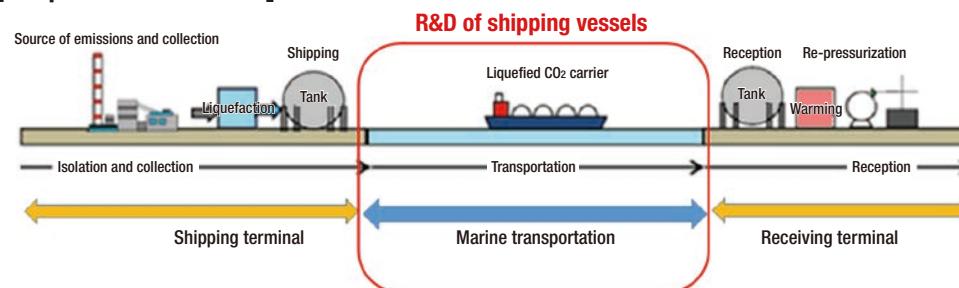 R&D of shipping vessels
Source of emissions and collection
Shipping
Reception
Re-pressurization
Liquefied CO₂ carrier
Liquefaction
Tank
Tank
Warming
Isolation and collection
Transportation
Reception
Shipping terminal
Marine transportation
Receiving terminal